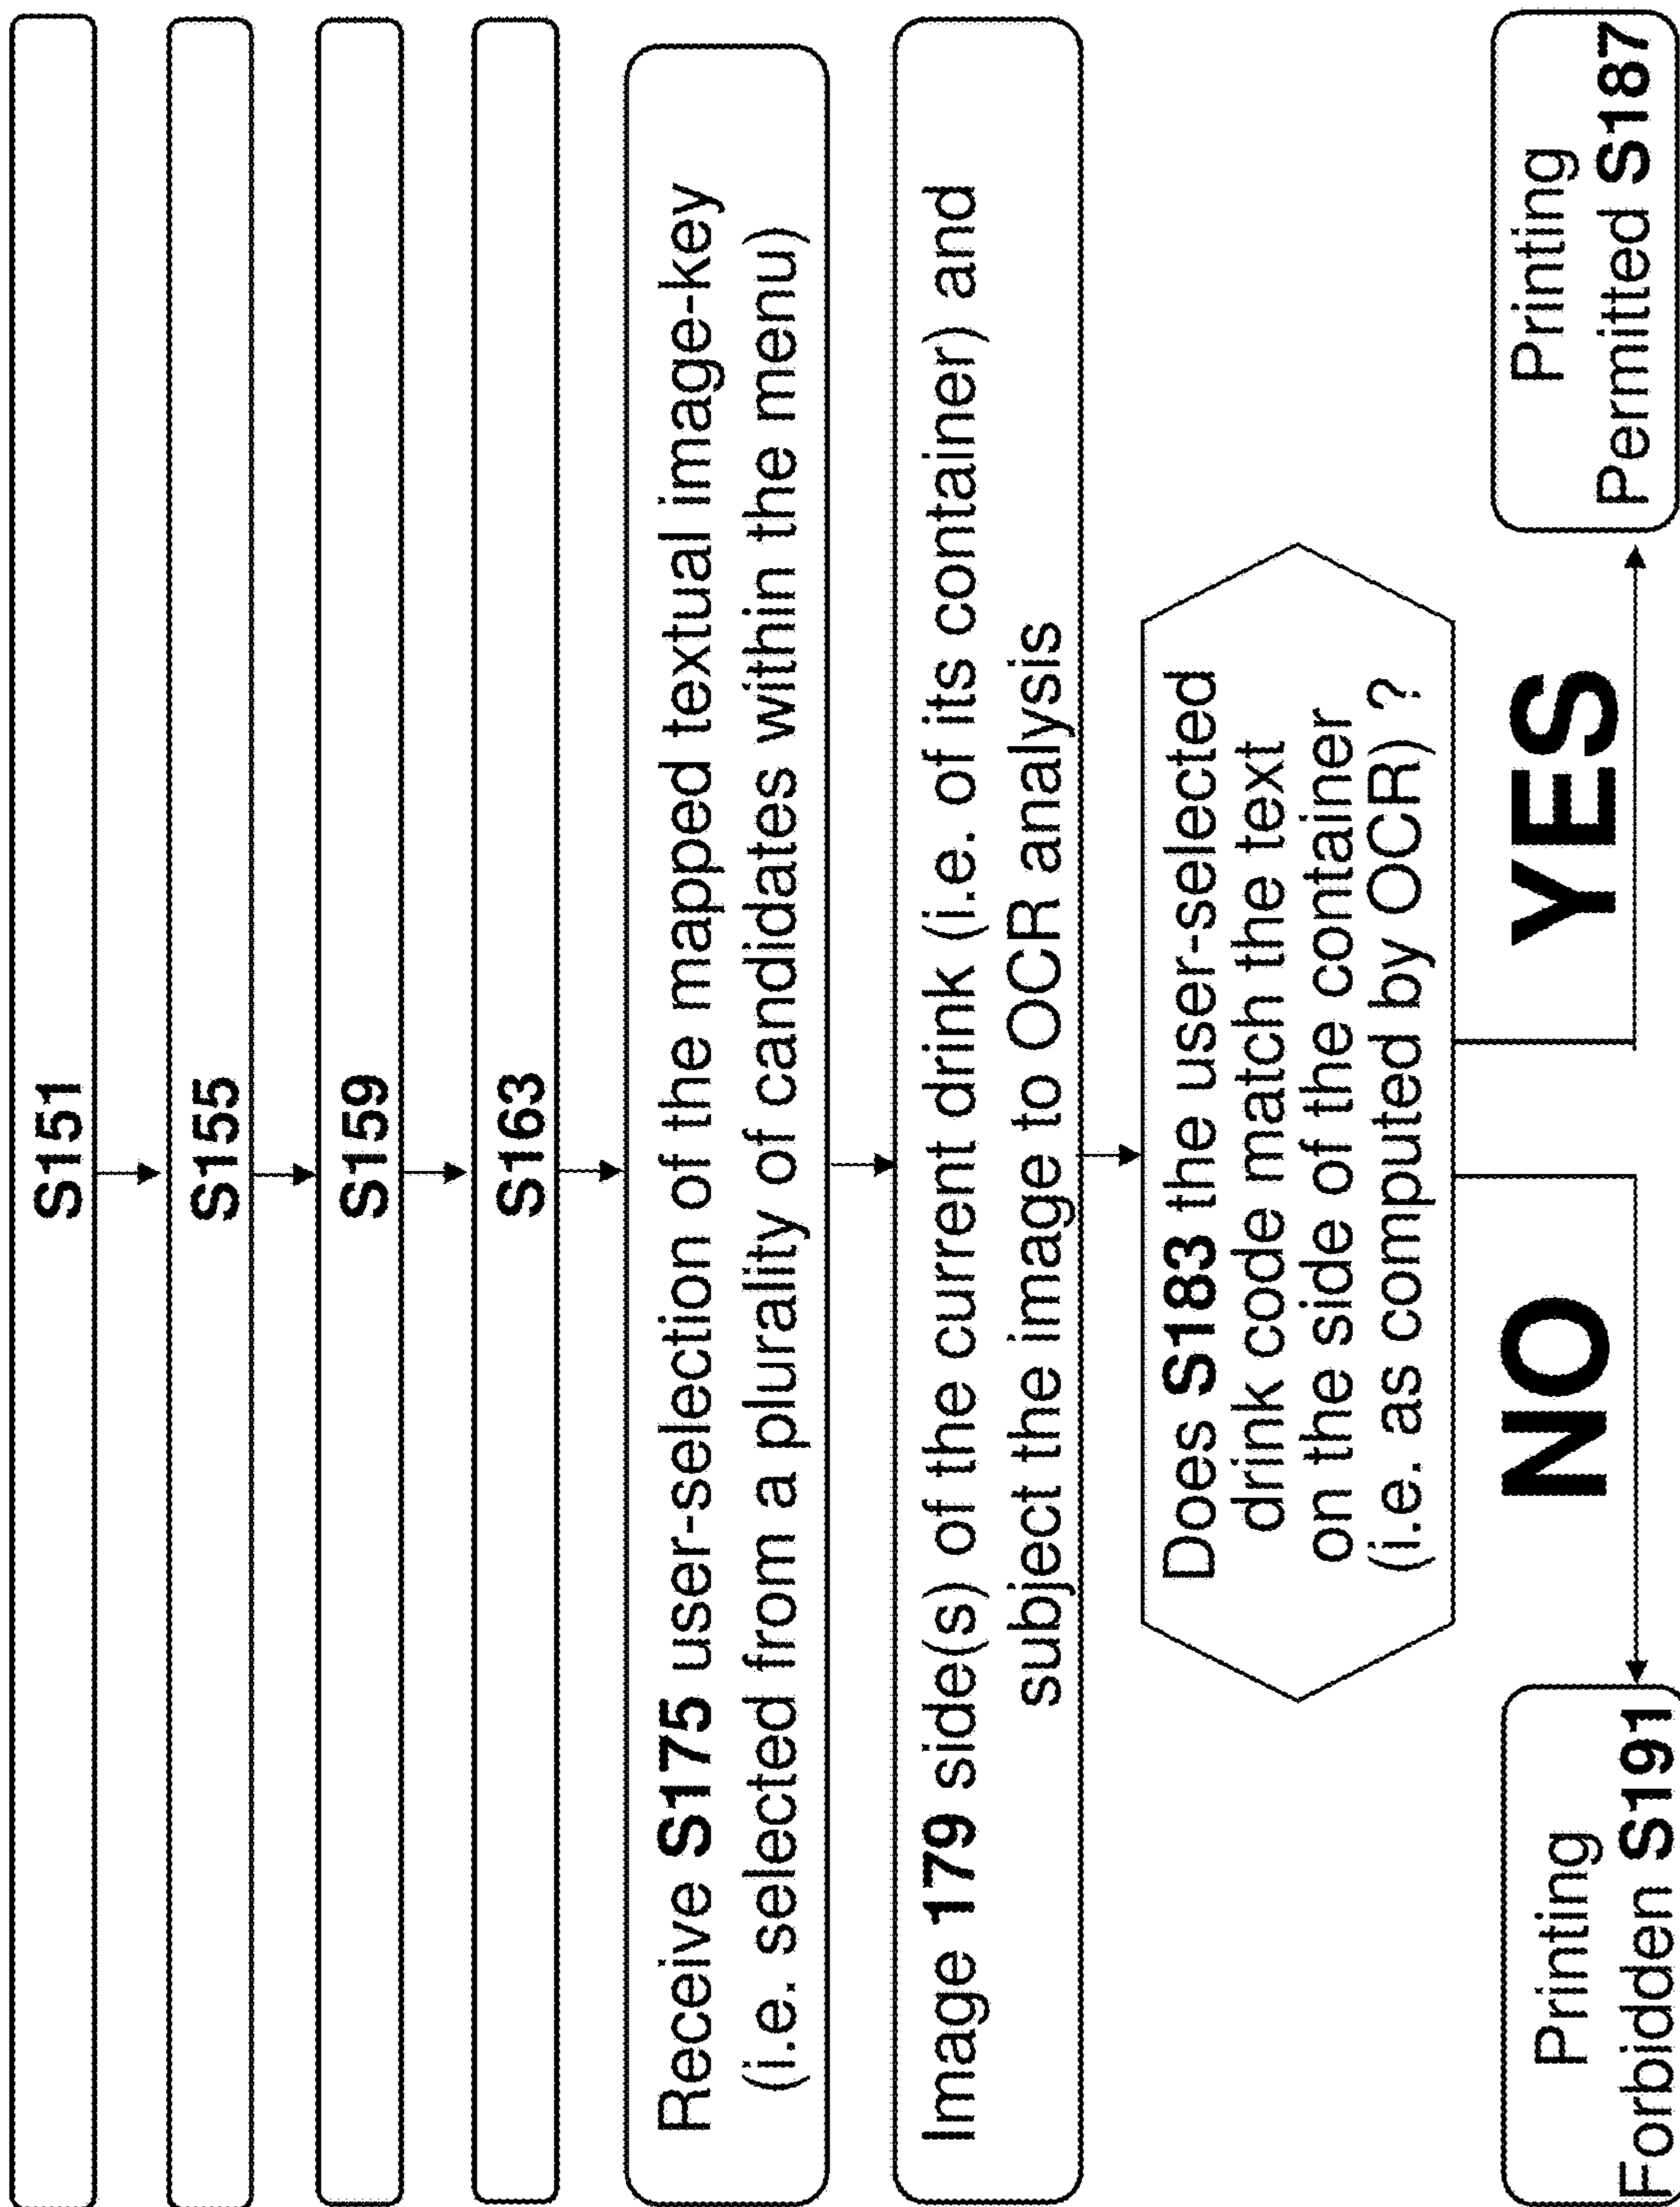 S151
S155
S159
S163
Receive S175 user-selection of the mapped textual image-key
(i.e. selected from a plurality of candidates within the menu)
Image 179 side(s) of the current drink (i.e. of its container) and
subject the image to OCR analysis
Does S183 the user-selected
drink code match the text
on the side of the container
(i.e. as computed by OCR) ?
NO
YES
Printing
Forbidden S191
Printing
Permitted S187